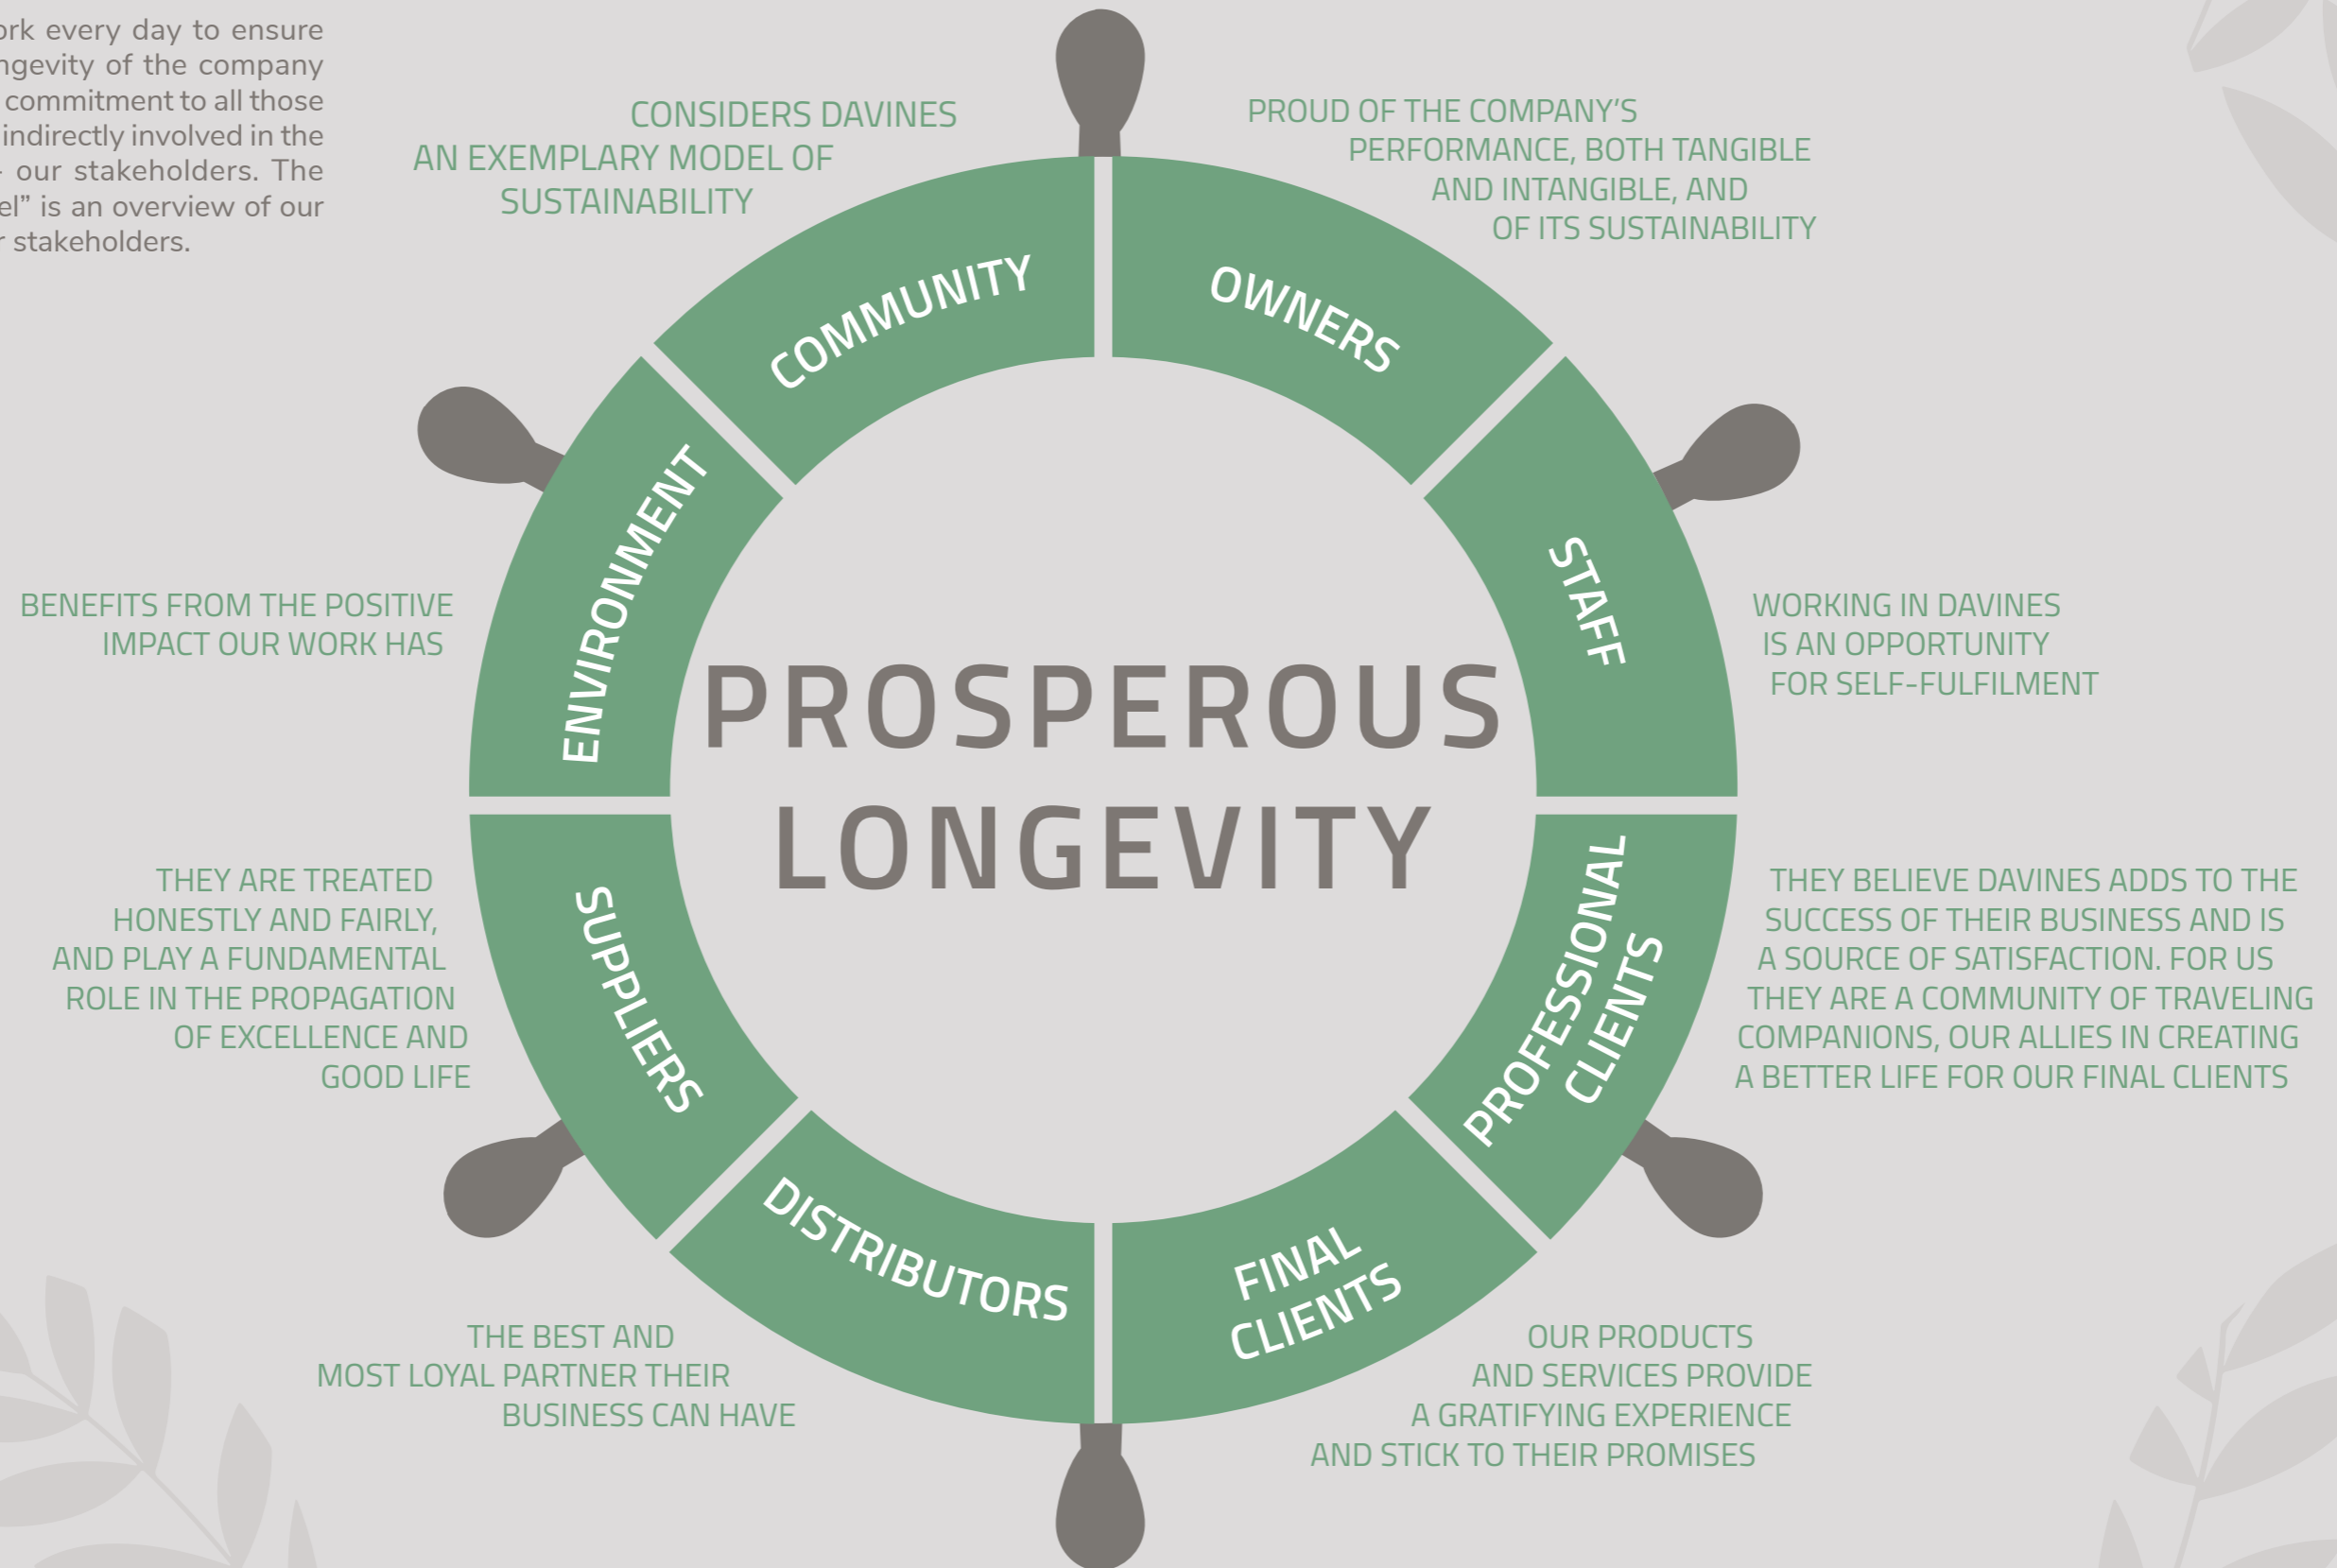 every day to ensure
of the company
commitment to all those
indirectly involved in the
our stakeholders. The
is an overview of our
stakeholders.
CONSIDERS DAVINES
AN EXEMPLARY MODEL OF
SUSTAINABILITY
PROUD OF THE COMPANY’S
PERFORMANCE, BOTH TANGIBLE
AND INTANGIBLE, AND
OF ITS SUSTAINABILITY
COMMUNITY
OWNERS
ENVIRONMENT
STAFF
BENEFITS FROM THE POSITIVE
IMPACT OUR WORK HAS
WORKING IN DAVINES
IS AN OPPORTUNITY
FOR SELF-FULFILMENT
PROSPEROUS
LONGEVITY
THEY ARE TREATED
HONESTLY AND FAIRLY,
AND PLAY A FUNDAMENTAL
ROLE IN THE PROPAGATION
OF EXCELLENCE AND
GOOD LIFE
SUPPLIERS
PROFESSIONAL
CLIENTS
THEY BELIEVE DAVINES ADDS TO THE
SUCCESS OF THEIR BUSINESS AND IS
A SOURCE OF SATISFACTION. FOR US
THEY ARE A COMMUNITY OF TRAVELING
COMPANIONS, OUR ALLIES IN CREATING
A BETTER LIFE FOR OUR FINAL CLIENTS
DISTRIBUTORS
FINAL
CLIENTS
THE BEST AND
MOST LOYAL PARTNER THEIR
BUSINESS CAN HAVE
OUR PRODUCTS
AND SERVICES PROVIDE
A GRATIFYING EXPERIENCE
AND STICK TO THEIR PROMISES